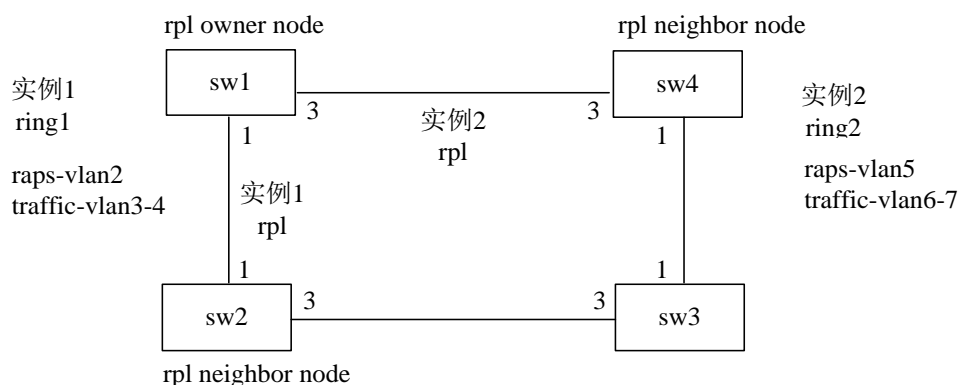 rpl owner node
rpl neighbor node
sw1
sw4
实例1
ring1
raps-vlan2
traffic-vlan3-4
3
3
实例2
rpl
1
1
实例2
ring2
raps-vlan5
traffic-vlan6-7
实例1
rpl
1
1
sw2
3
3
sw3
rpl neighbor node